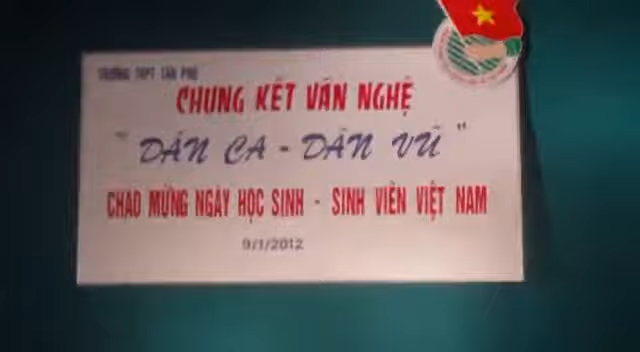 TRƯỜNG THPT TÂN PHÚ
CHUNG KẾT VĂN NGHỆ
"DÂN CA - DÂN VŨ"
CHÀO MỪNG NGÀY HỌC SINH - SINH VIÊN VIỆT NAM
9/1/2012